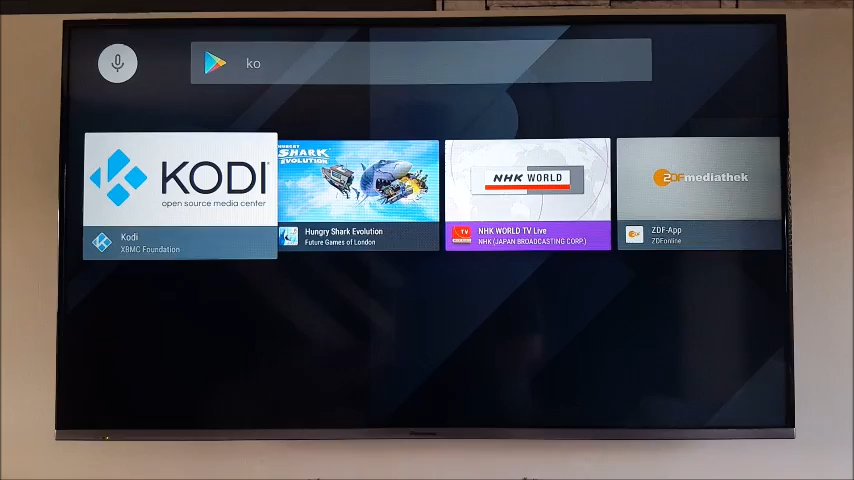 ko
KODI
open source media center
Kodi
XBMC Foundation
HUNGRY
SHARK
EVOLUTION
Hungry Shark Evolution
Future Games of London
NHK WORLD
TV
NHK WORLD TV Live
NHK (JAPAN BROADCASTING CORP.)
ZDFmediathek
ZDF-App
ZDFonline
Panasonic